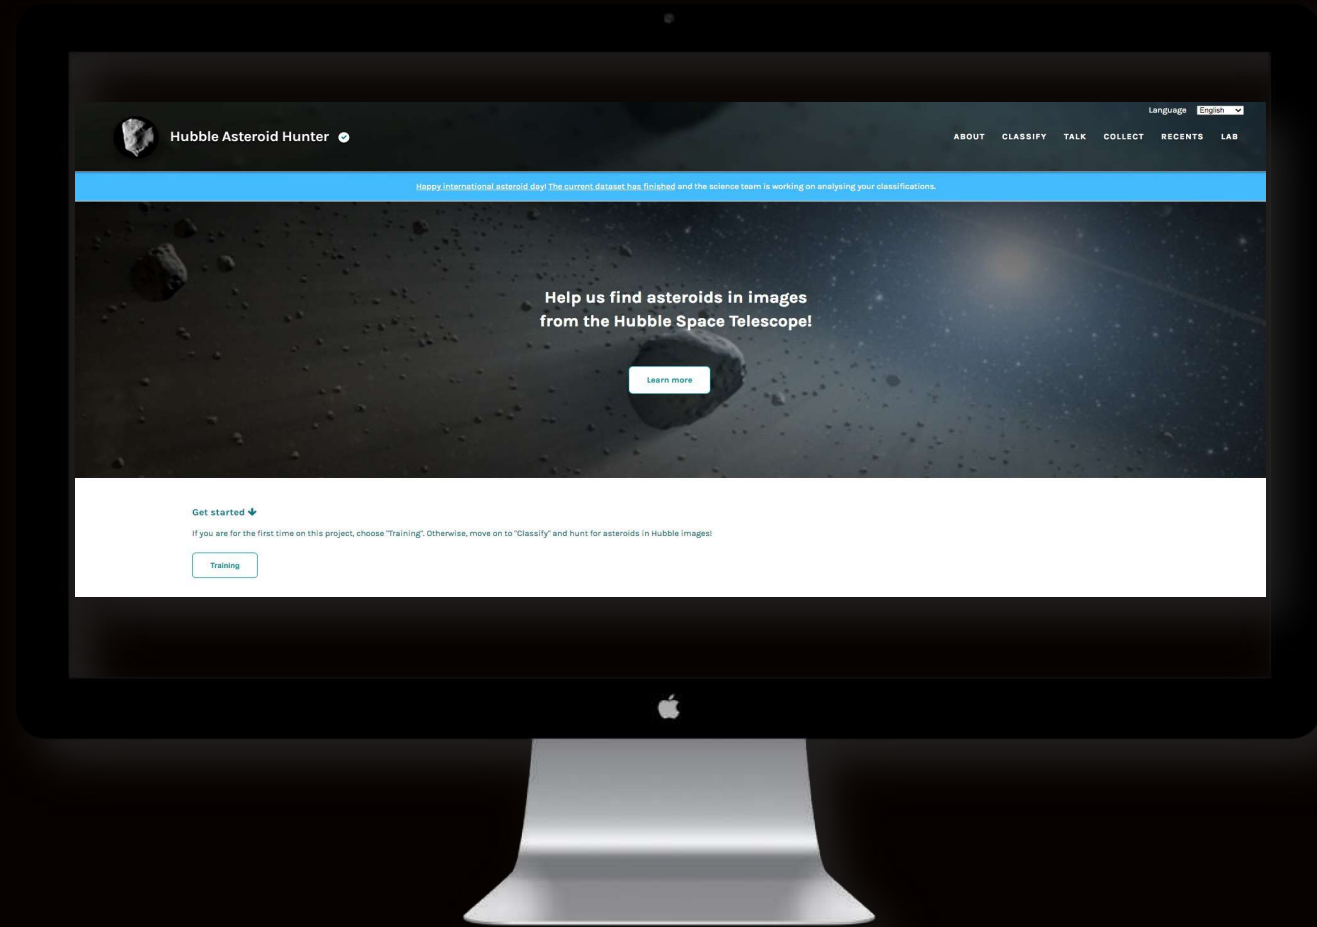 Language English
Hubble Asteroid Hunter
ABOUT CLASSIFY TALK COLLECT RECENTS LAB
Happy international asteroid day! The current dataset has finished and the science team is working on analysing your classifications.
Help us find asteroids in images
from the Hubble Space Telescope!
Learn more
Get started
If you are for the first time on this project, choose "Training". Otherwise, move on to "Classify" and hunt for asteroids in Hubble images!
Training